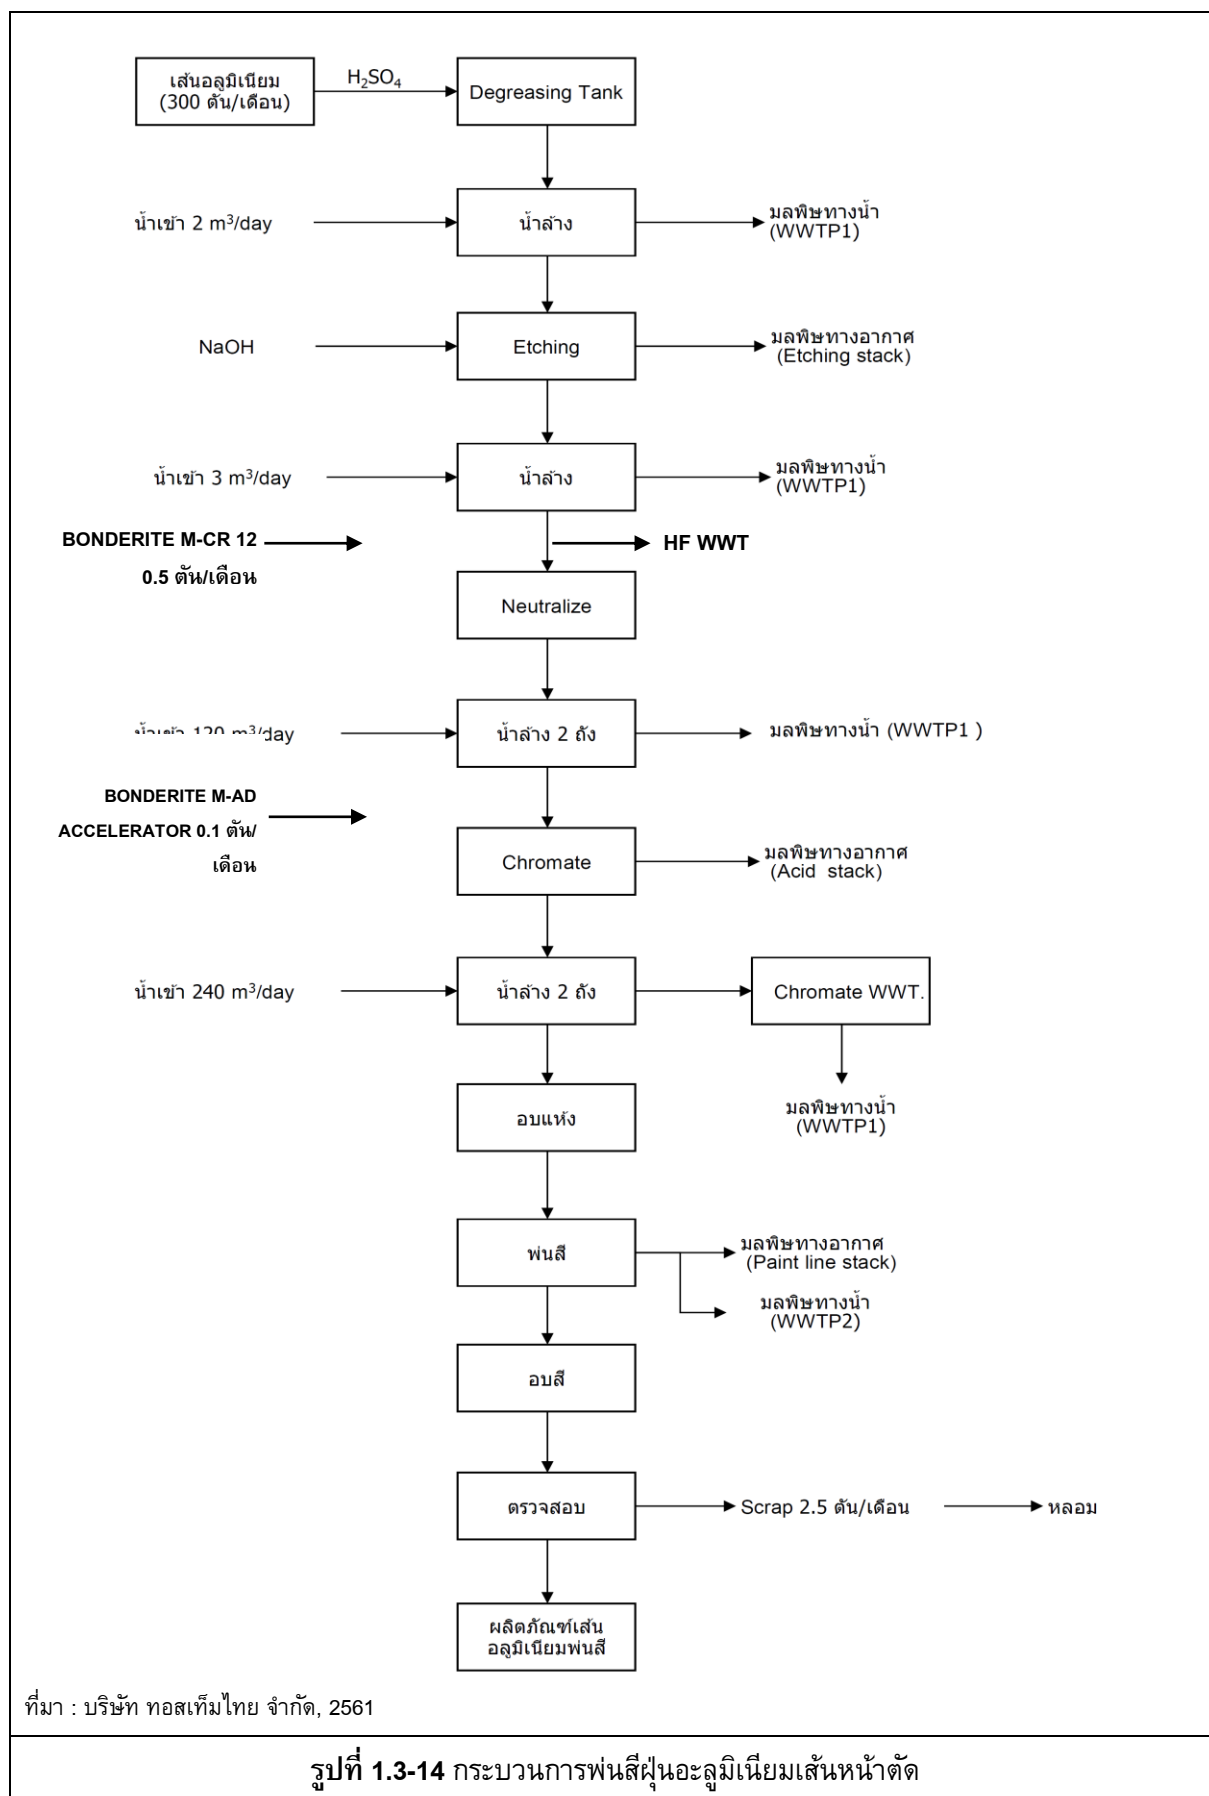 เส้นอลูมิเนียม
(300 ตัน/เดือน)
H₂SO₄
Degreasing Tank
น้ำเข้า 2 m³/day
น้ำล้าง
มลพิษทางน้ำ
(WWTP1)
NaOH
Etching
มลพิษทางอากาศ
(Etching stack)
น้ำเข้า 3 m³/day
น้ำล้าง
มลพิษทางน้ำ
(WWTP1)
BONDERITE M-CR 12
0.5 ตัน/เดือน
HF WWT
Neutralize
น้ำเข้า 120 m³/day
น้ำล้าง 2 ถัง
มลพิษทางน้ำ (WWTP1 )
BONDERITE M-AD
ACCELERATOR 0.1 ตัน/
เดือน
Chromate
มลพิษทางอากาศ
(Acid stack)
น้ำเข้า 240 m³/day
น้ำล้าง 2 ถัง
Chromate WWT.
อบแห้ง
มลพิษทางน้ำ
(WWTP1)
พ่นสี
มลพิษทางอากาศ
(Paint line stack)
มลพิษทางน้ำ
(WWTP2)
อบสี
ตรวจสอบ
Scrap 2.5 ตัน/เดือน
หลอม
ผลิตภัณฑ์เส้น
อลูมิเนียมพ่นสี
ที่มา : บริษัท ทอสเท็มไทย จำกัด, 2561
รูปที่ 1.3-14 กระบวนการพ่นสีฝุ่นอะลูมิเนียมเส้นหน้าตัด